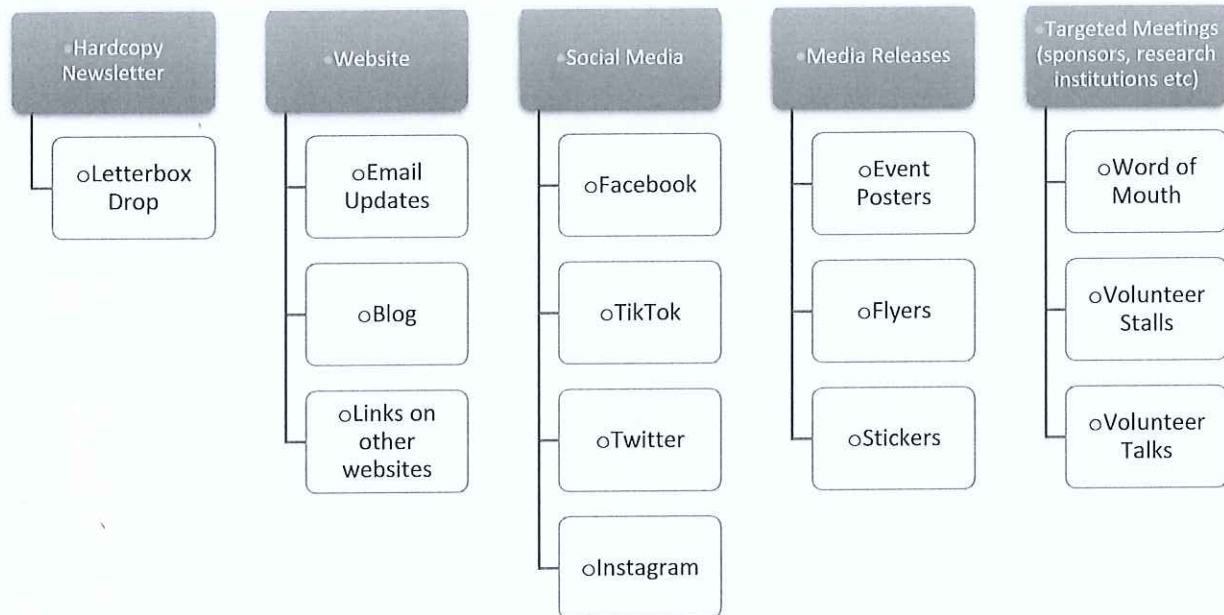 Hardcopy
Newsletter
○Letterbox
Drop
Website
○Email
Updates
○Blog
○Links on
other
websites
Social Media
○Facebook
○TikTok
○Twitter
○Instagram
Media Releases
○Event
Posters
○Flyers
○Stickers
Targeted Meetings
(sponsors, research
institutions etc)
○Word of
Mouth
○Volunteer
Stalls
○Volunteer
Talks